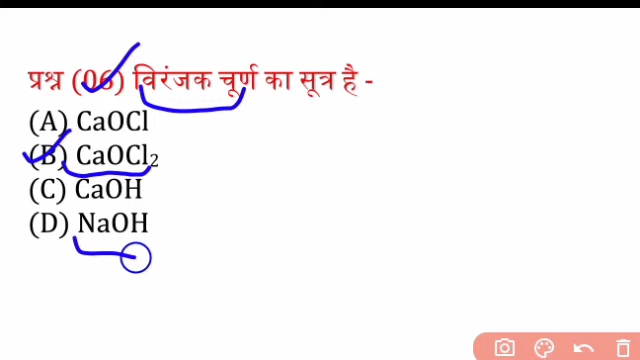 प्रश्न (06) विरंजक चूर्ण का सूत्र है -
(A) CaOCl
(B) CaOCl₂
(C) CaOH
(D) NaOH